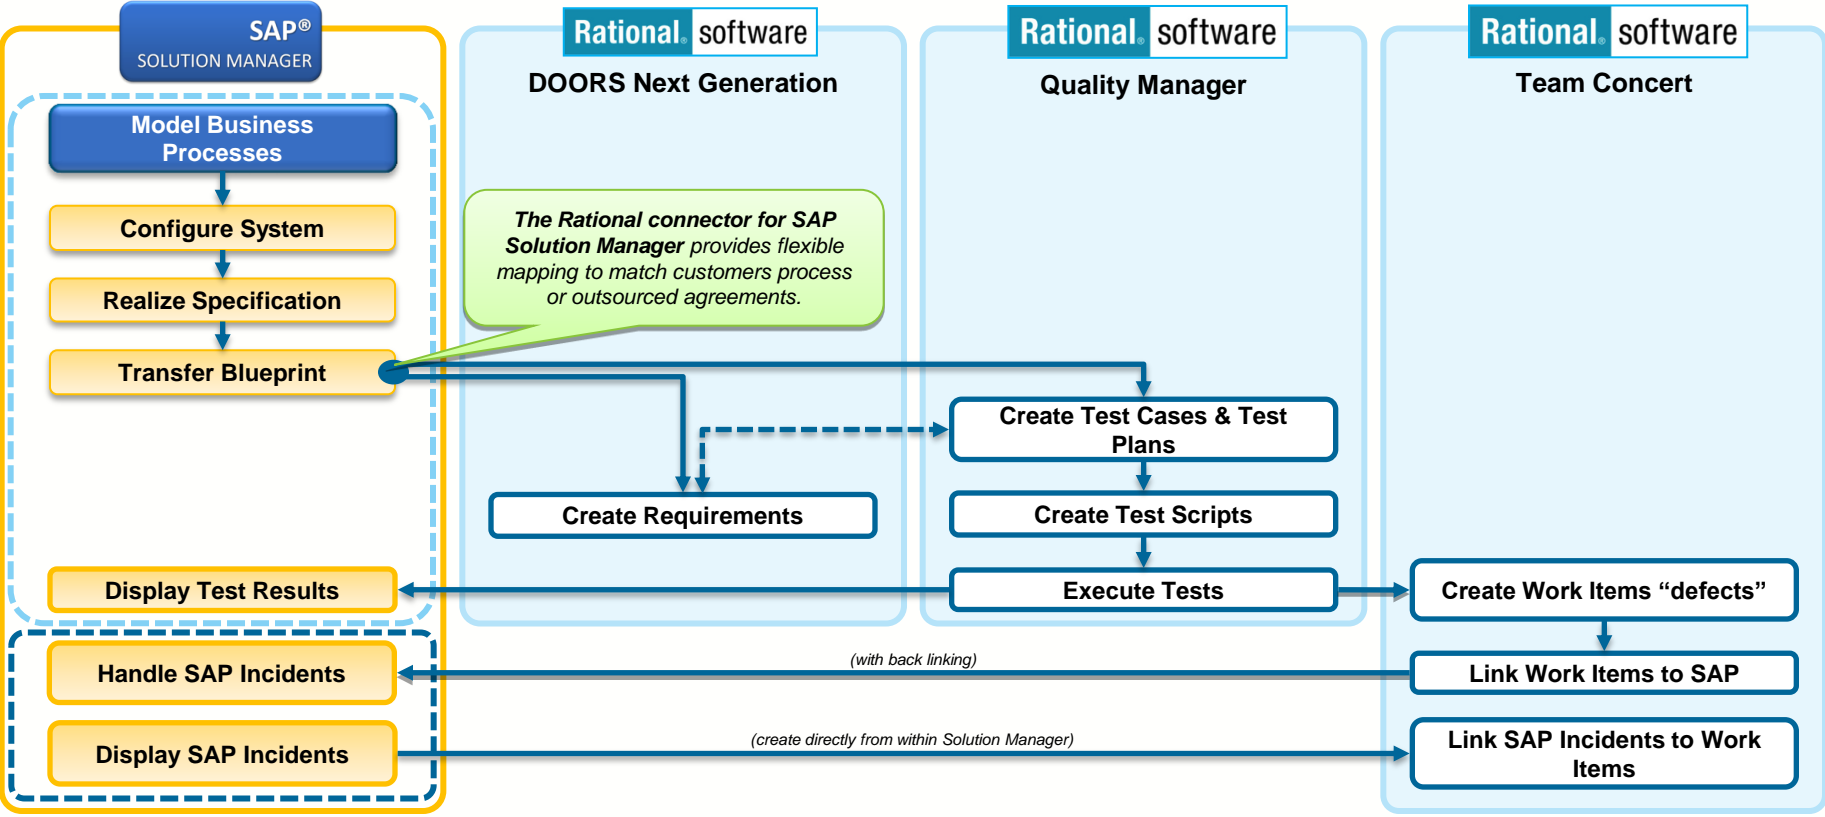 SAP®
SOLUTION MANAGER
Rational® software
DOORS Next Generation
Rational® software
Quality Manager
Rational® software
Team Concert
Model Business
Processes
Configure System
Realize Specification
Transfer Blueprint
The Rational connector for SAP
Solution Manager provides flexible
mapping to match customers process
or outsourced agreements.
Create Test Cases & Test
Plans
Create Requirements
Create Test Scripts
Display Test Results
Execute Tests
Create Work Items “defects”
Handle SAP Incidents
(with back linking)
Link Work Items to SAP
Display SAP Incidents
(create directly from within Solution Manager)
Link SAP Incidents to Work
Items